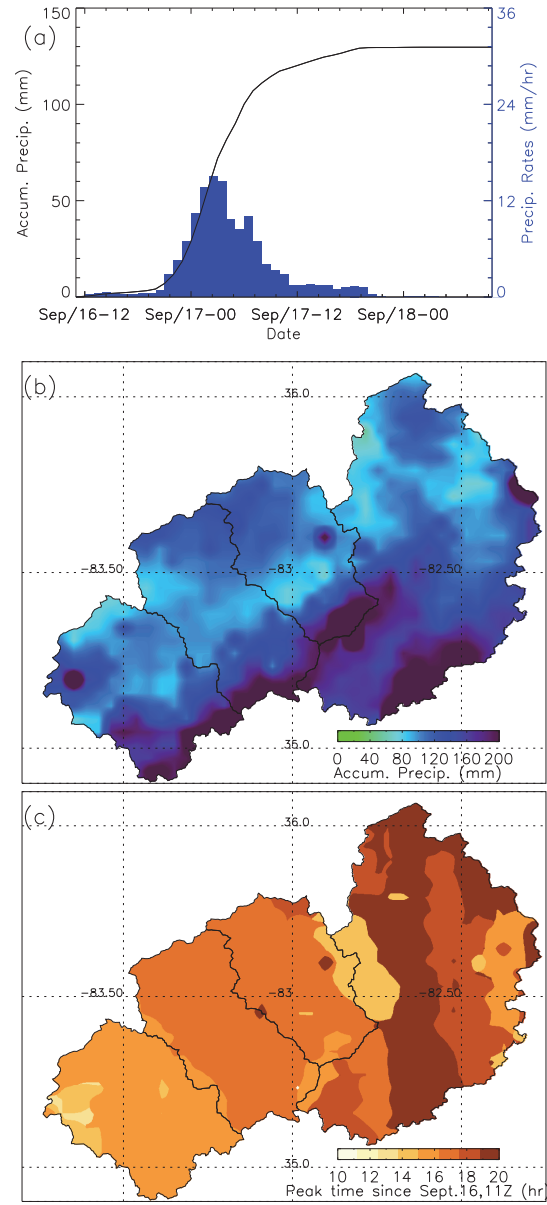 (a)
150
100
50
0
Accum. Precip. (mm)
36
24
12
0
Precip. Rates (mm/hr)
Sep/16-12 Sep/17-00 Sep/17-12 Sep/18-00
Date
(b)
36.0
-83.50 -83 -82.50
35.0
0 40 80 120 160 200
Accum. Precip. (mm)
(c)
36.0
-83.50 -83 -82.50
35.0
10 12 14 16 18 20
Peak time since Sept.16,11Z (hr)